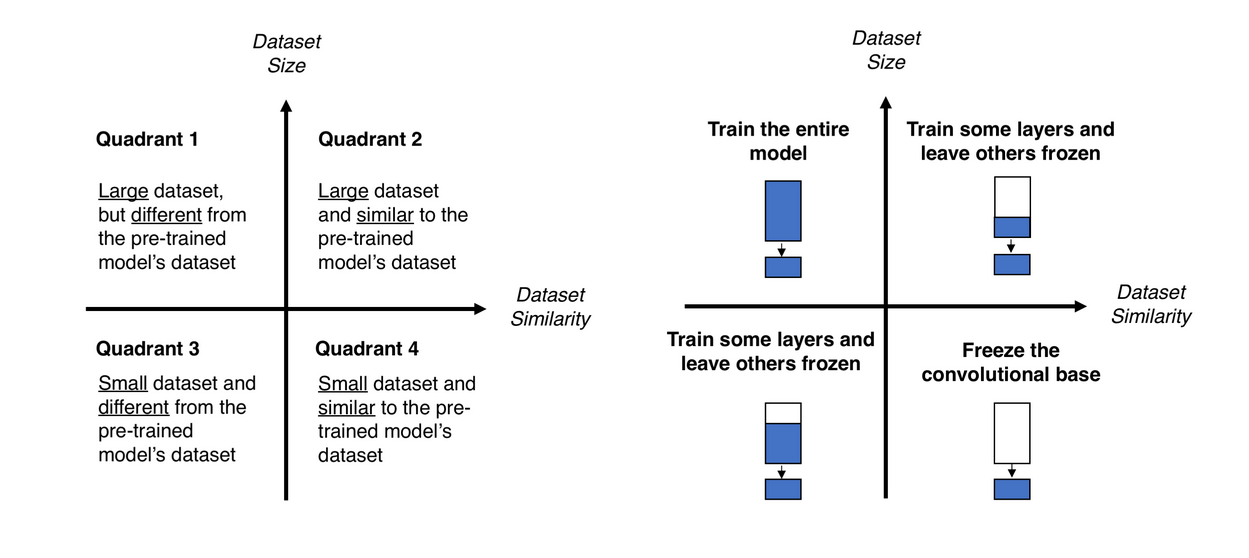 Dataset
Size
Quadrant 1
Quadrant 2
Large dataset,
but different from
the pre-trained
model's dataset
Large dataset
and similar to the
pre-trained
model's dataset
Dataset
Similarity
Quadrant 3
Small dataset and
different from the
pre-trained
model's dataset
Quadrant 4
Small dataset and
similar to the pre-
trained model's
dataset
Dataset
Size
Train the entire
model
Train some layers and
leave others frozen
Dataset
Similarity
Train some layers and
leave others frozen
Freeze the
convolutional base